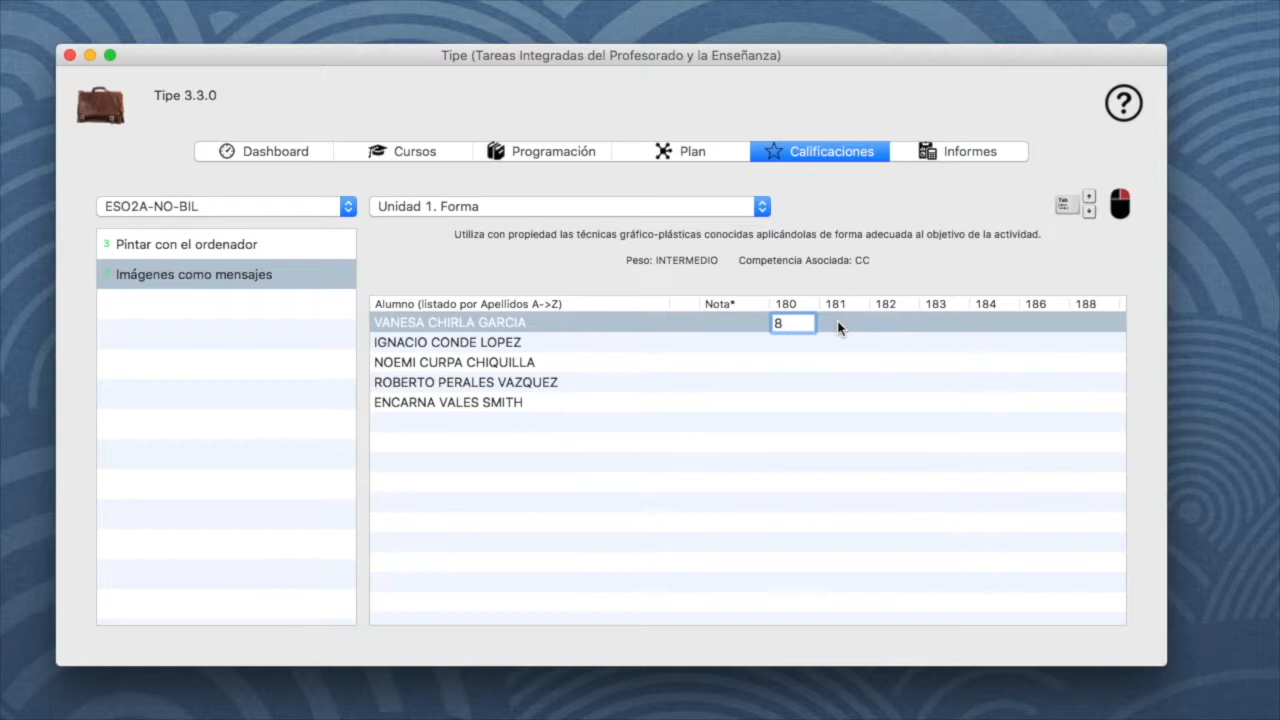 Tipe (Tareas Integradas del Profesorado y la Enseñanza)
Tipe 3.3.0
?
Dashboard
Cursos
Programación
Plan
Calificaciones
Informes
ESO2A-NO-BIL
Unidad 1. Forma
Tab
3 Pintar con el ordenador
Imágenes como mensajes
Utiliza con propiedad las técnicas gráfico-plásticas conocidas aplicándolas de forma adecuada al objetivo de la actividad.
Peso: INTERMEDIO Competencia Asociada: CC
Alumno (listado por Apellidos A->Z) Nota* 180 181 182 183 184 186 188
VANESA CHIRLA GARCIA 8
IGNACIO CONDE LOPEZ
NOEMI CURPA CHIQUILLA
ROBERTO PERALES VAZQUEZ
ENCARNA VALES SMITH